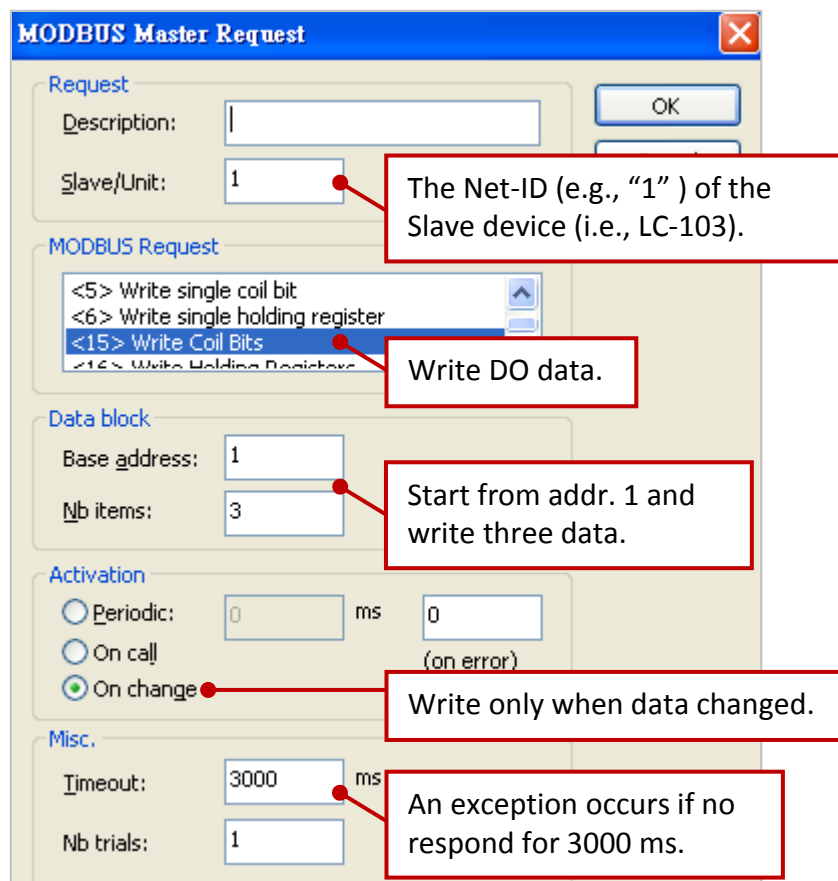 MODBUS Master Request
Request
Description:
OK
Slave/Unit: 1
The Net-ID (e.g., “1” ) of the
Slave device (i.e., LC-103).
MODBUS Request
<5> Write single coil bit
<6> Write single holding register
<15> Write Coil Bits
<16> Write Holding Registers
Write DO data.
Data block
Base address: 1
Nb items: 3
Start from addr. 1 and
write three data.
Activation
Periodic: 0 ms 0
On call
(on error)
On change
Write only when data changed.
Misc.
Timeout: 3000 ms
An exception occurs if no
respond for 3000 ms.
Nb trials: 1